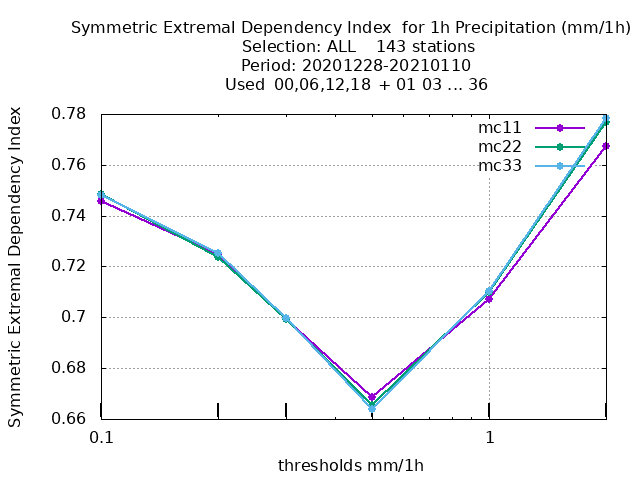 Symmetric Extremal Dependency Index for 1h Precipitation (mm/1h)
Selection: ALL 143 stations
Period: 20201228-20210110
Used 00,06,12,18 + 01 03 ... 36
Symmetric Extremal Dependency Index
0.78
0.76
0.74
0.72
0.7
0.68
0.66
mc11
mc22
mc33
0.1
1
thresholds mm/1h